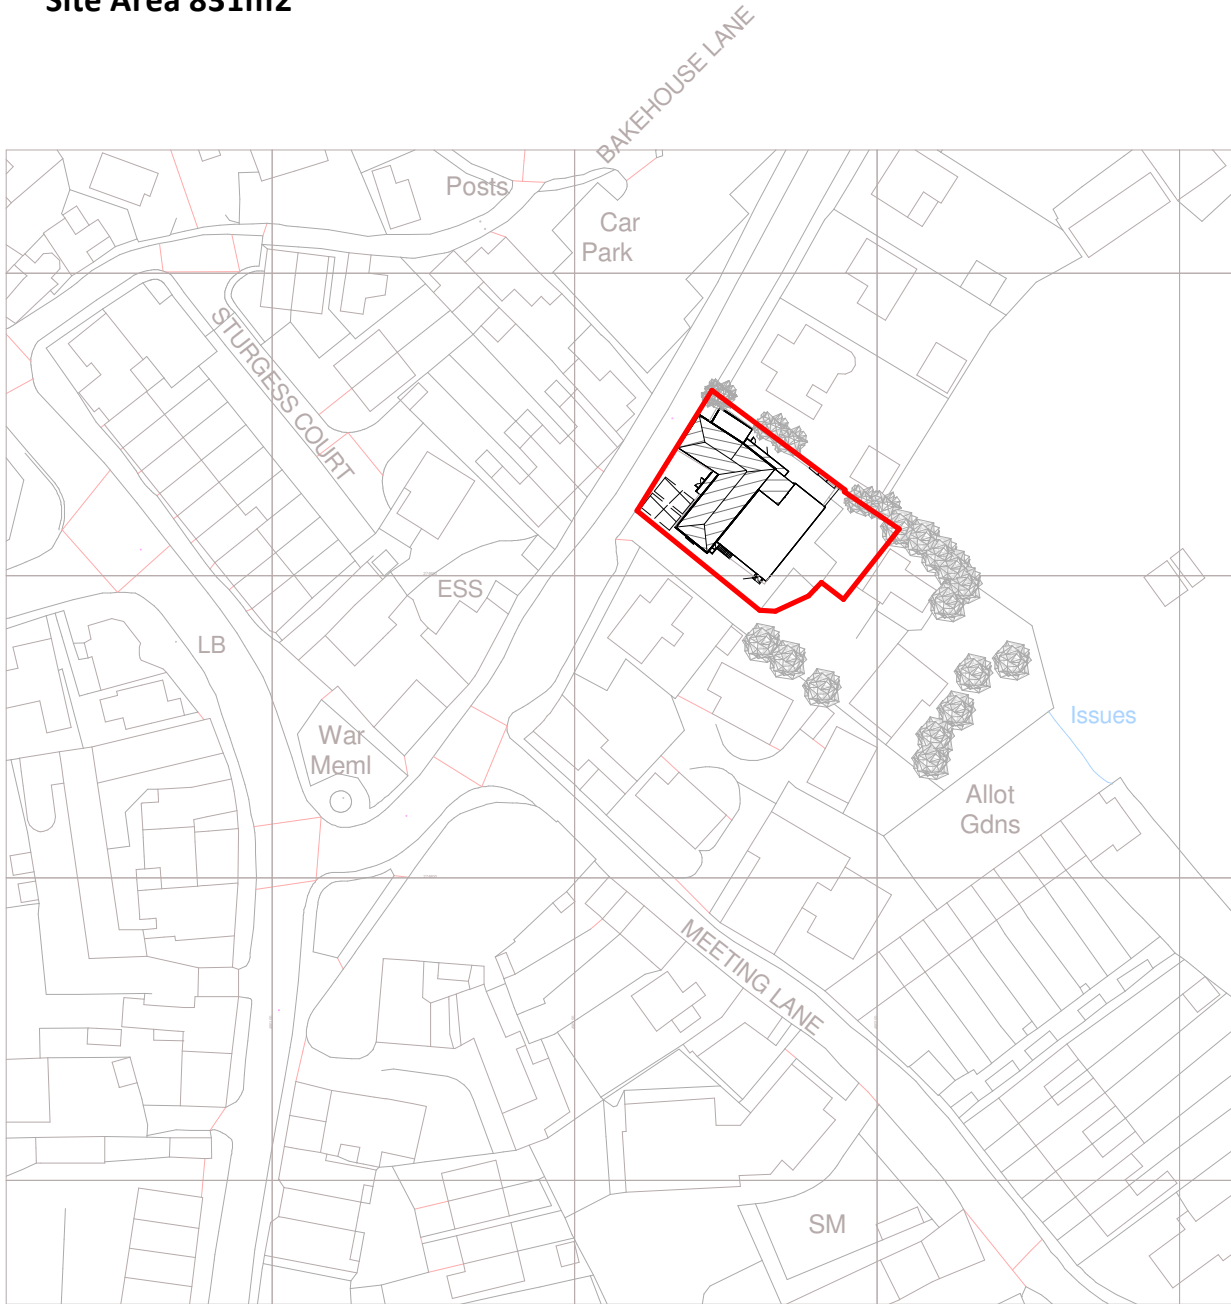 Site Area 831m2
BAKEHOUSE LANE
Posts
Car
Park
STURGESS COURT
ESS
LB
War
Meml
Issues
Allot
Gdns
MEETING LANE
SM